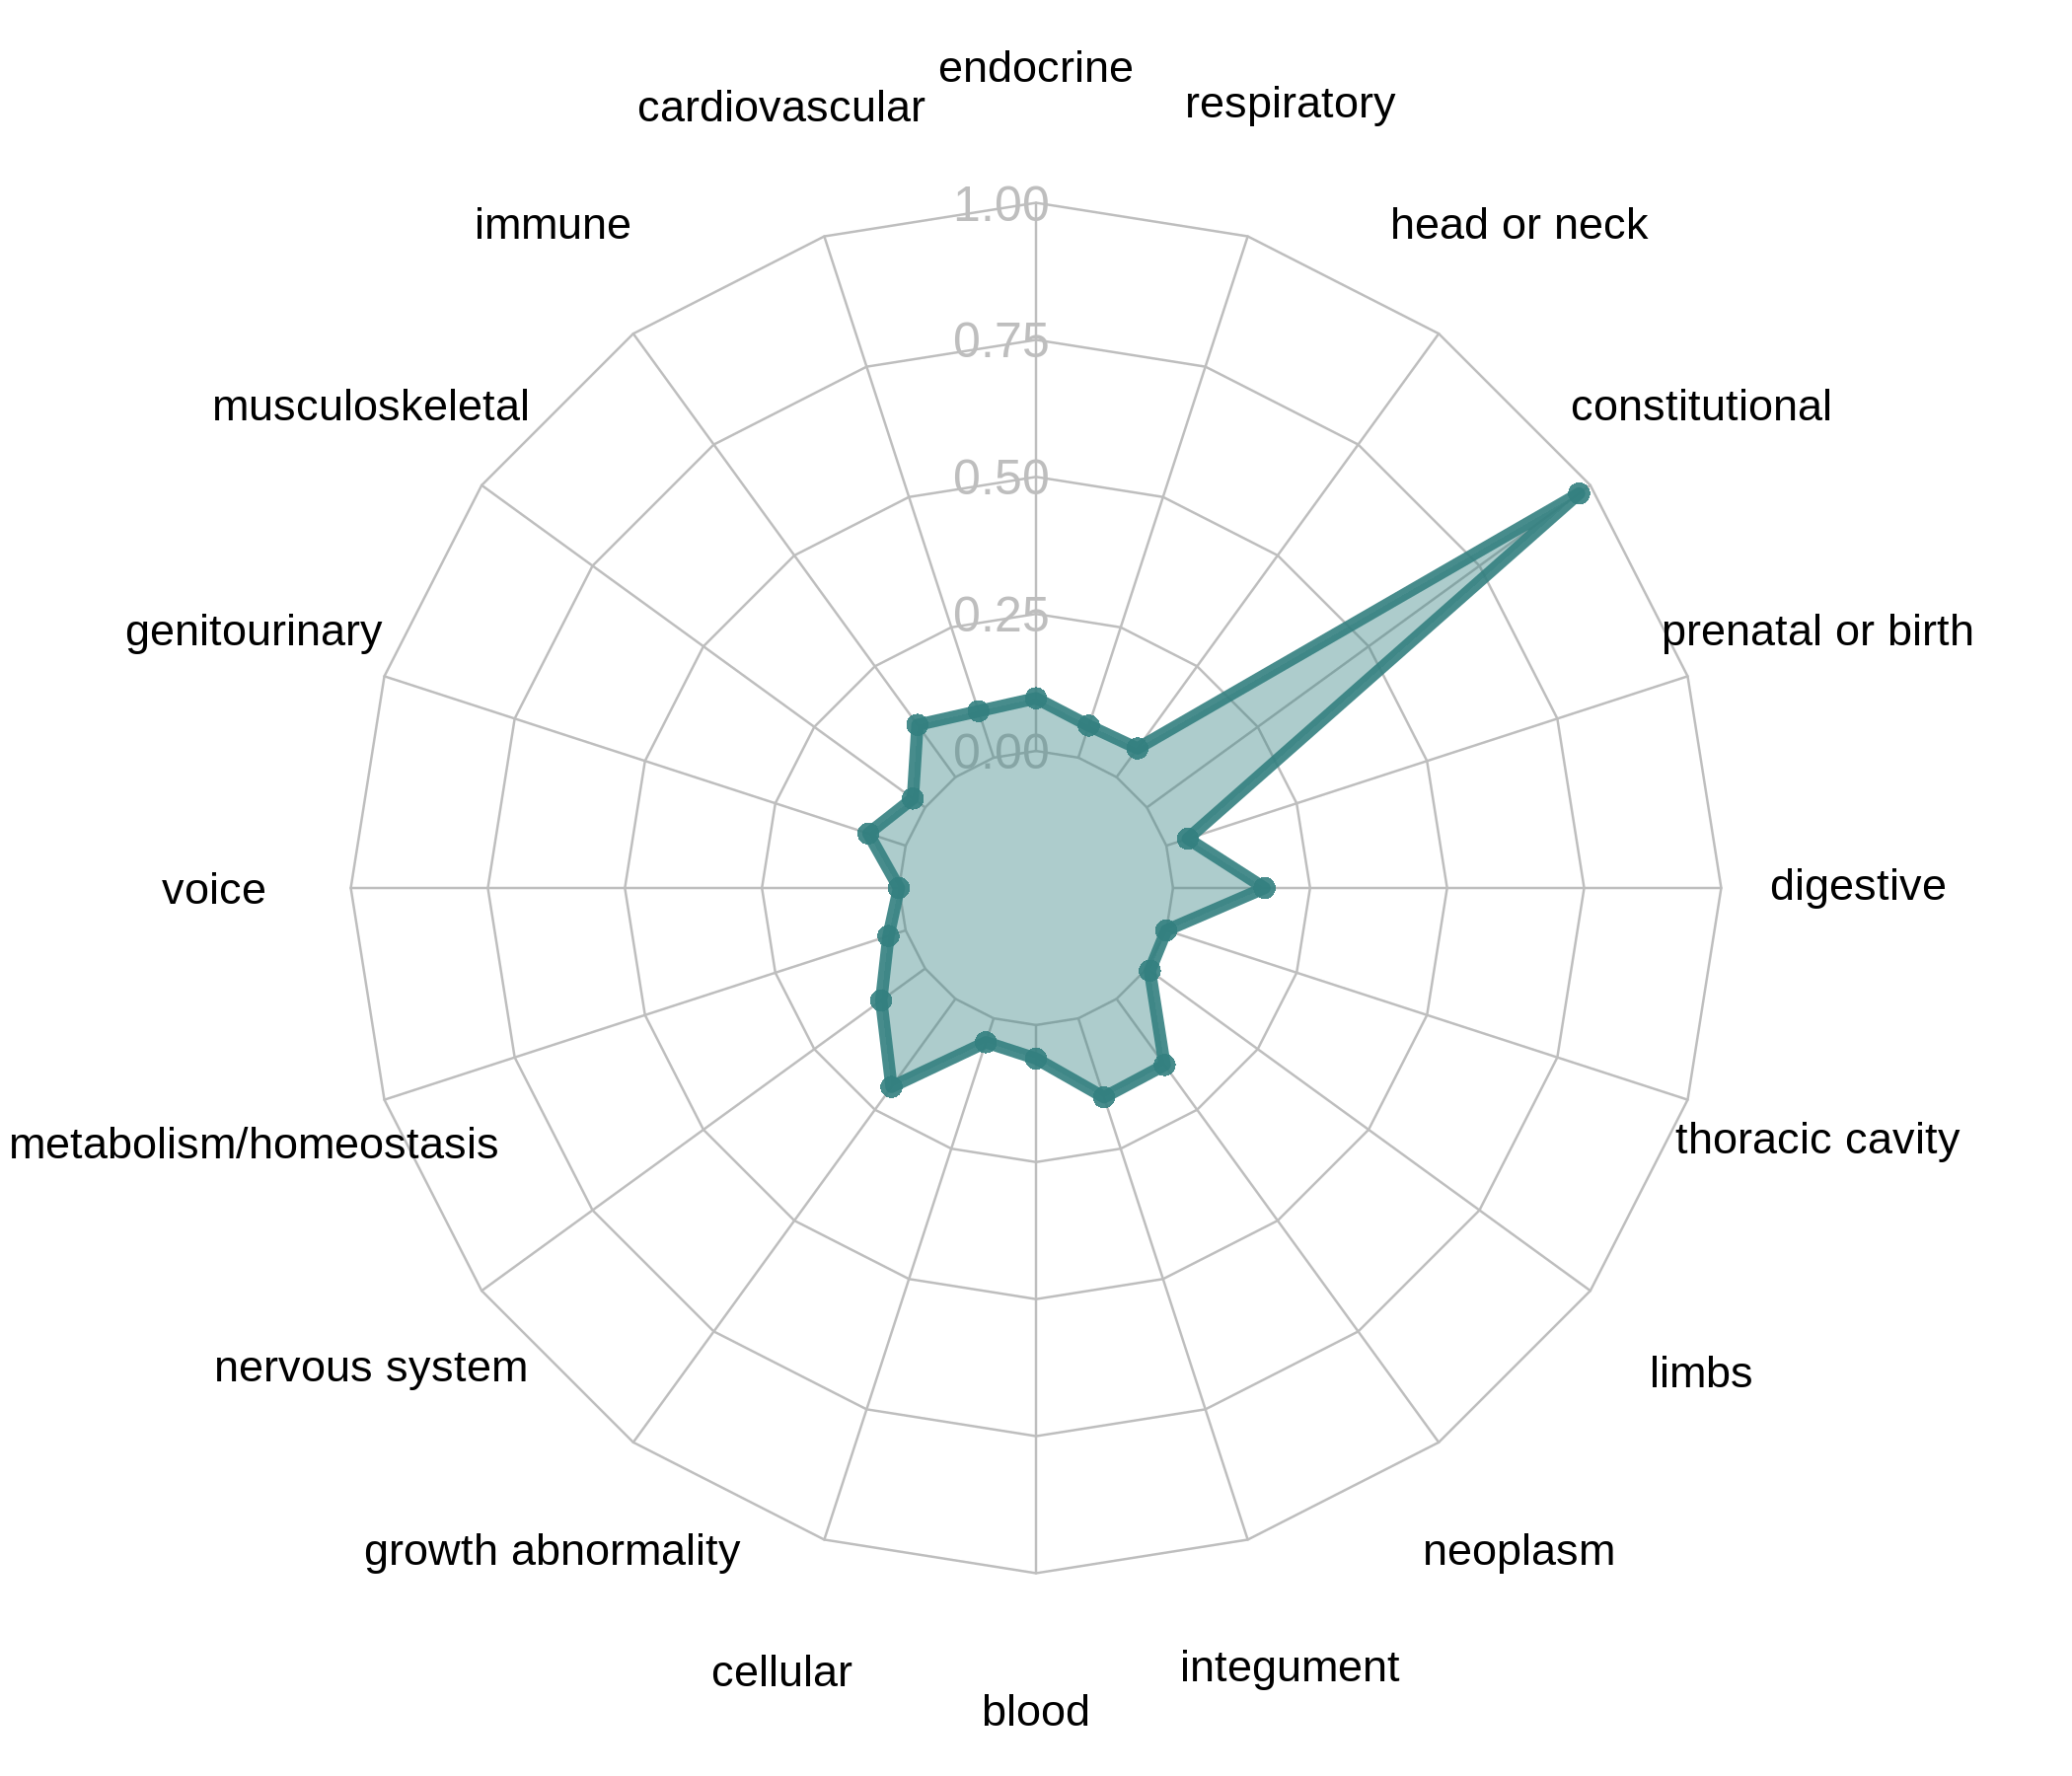 endocrine
cardiovascular
respiratory
1.00
immune
head or neck
0.75
musculoskeletal
constitutional
0.50
0.25
genitourinary
prenatal or birth
0.00
voice
digestive
metabolism/homeostasis
thoracic cavity
nervous system
limbs
growth abnormality
neoplasm
cellular
integument
blood